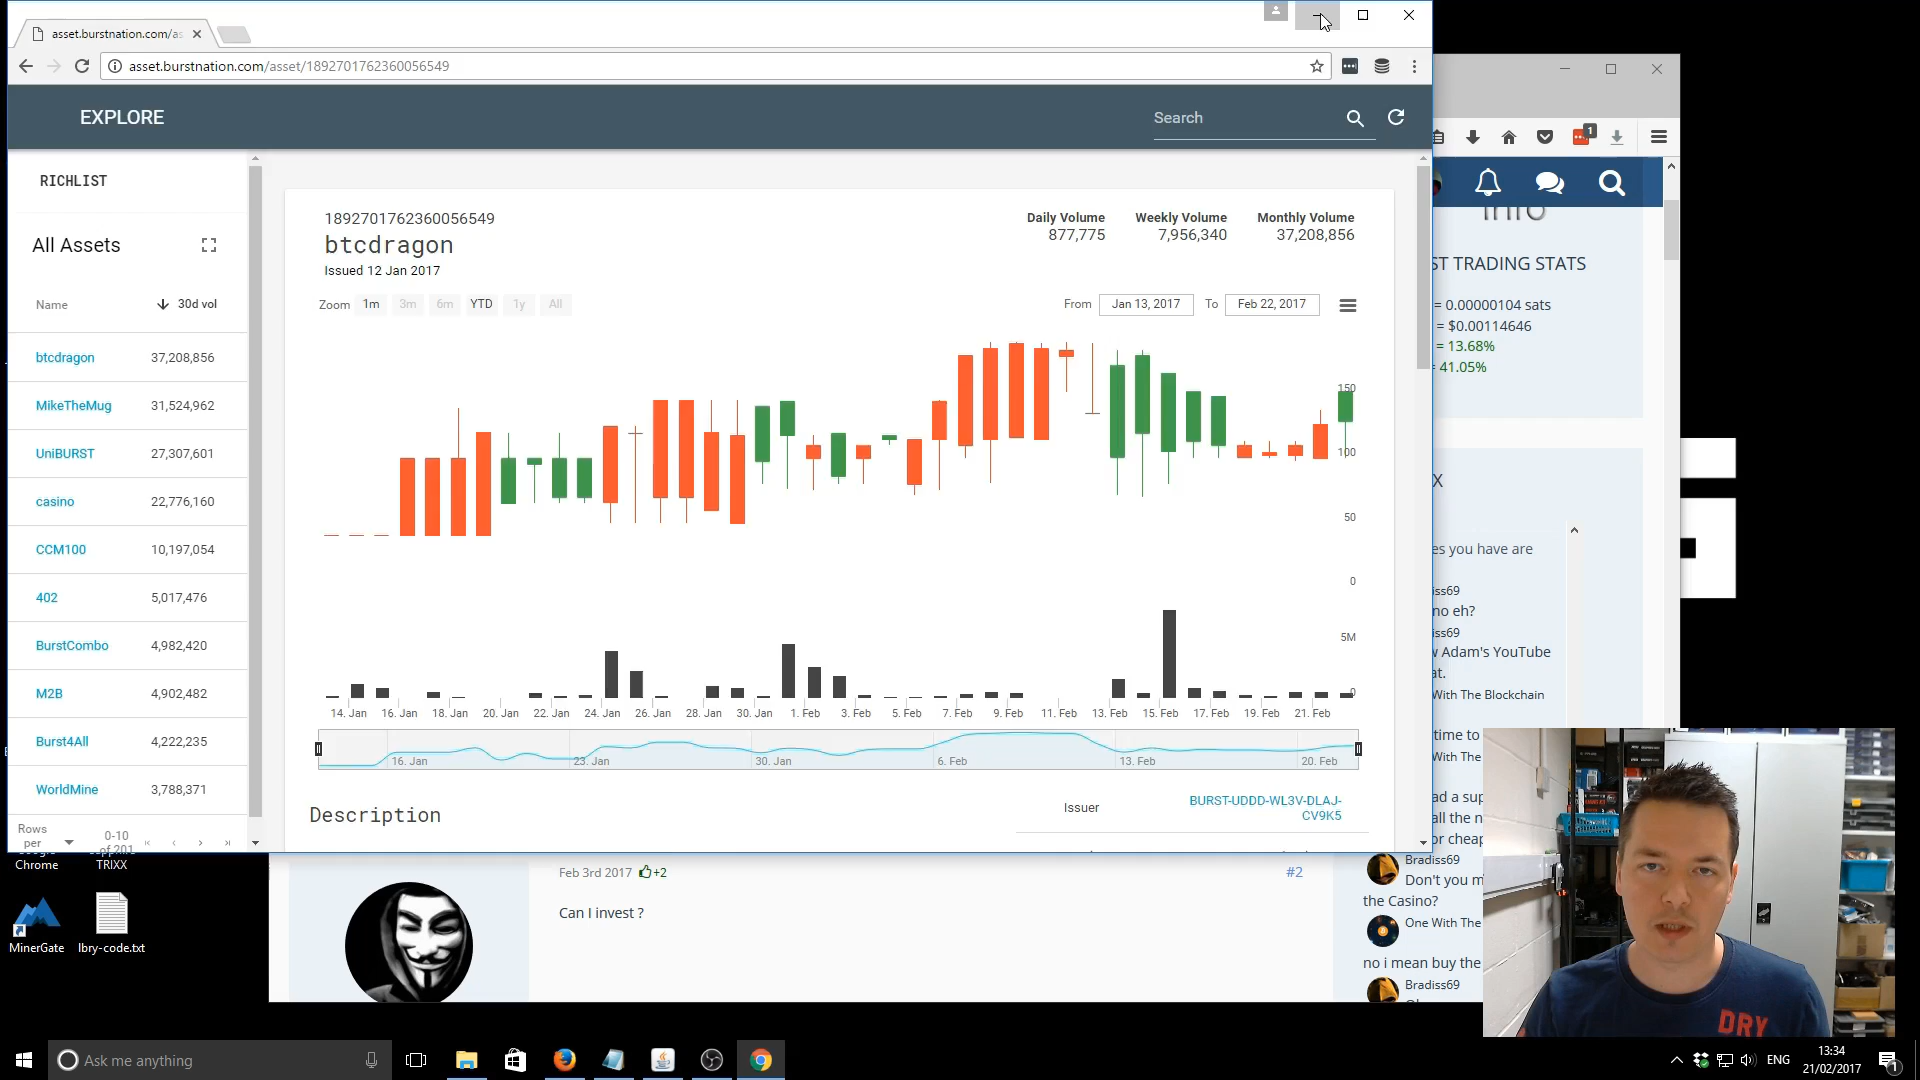 asset.burstnation.com/as
asset.burstnation.com/asset/1892701762360056549
EXPLORE
Search
RICHLIST
All Assets
Name
30d vol
btcdragon 37,208,856
MikeTheMug 31,524,962
UniBURST 27,307,601
casino 22,776,160
CCM100 10,197,054
402 5,017,476
BurstCombo 4,982,420
M2B 4,902,482
Burst4All 4,222,235
WorldMine 3,788,371
Rows
per
0-10
of 201
1892701762360056549
btcdragon
Issued 12 Jan 2017
Daily Volume
877,775
Weekly Volume
7,956,340
Monthly Volume
37,208,856
Zoom 1m 3m 6m YTD 1y All
From Jan 13, 2017 To Feb 22, 2017
150
100
50
0
5M
0
14. Jan 16. Jan 18. Jan 20. Jan 22. Jan 24. Jan 26. Jan 28. Jan 30. Jan 1. Feb 3. Feb 5. Feb 7. Feb 9. Feb 11. Feb 13. Feb 15. Feb 17. Feb 19. Feb 21. Feb
16. Jan 23. Jan 30. Jan 6. Feb 13. Feb 20. Feb
Description
Issuer
BURST-UDDD-WL3V-DLAJ-
CV9K5
1
Info
ST TRADING STATS
= 0.00000104 sats
= $0.00114646
= 13.68%
41.05%
X
es you have are
iss69
no eh?
iss69
w Adam's YouTube
at.
With The Blockchain
time to
With the
ad a sup
all the n
or cheap
Bradiss69
Don't you m
the Casino?
One With The
no i mean buy the
Bradiss69
Feb 3rd 2017 +2
#2
Can I invest ?
Chrome
TRIXX
MinerGate
lbry-code.txt
DRY
Ask me anything
ENG
13:34
21/02/2017
1